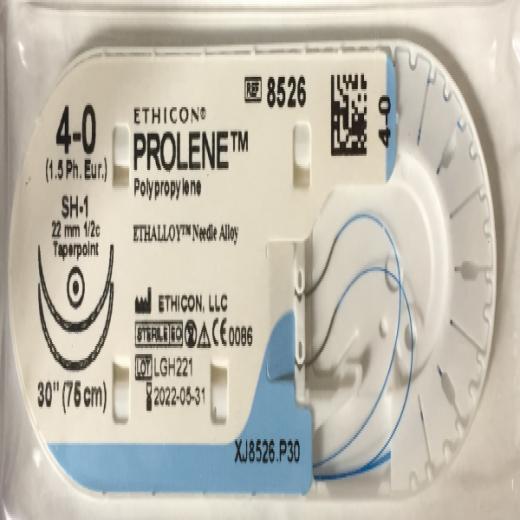 REF 8526
4-0
ETHICON®
4-0
(1.5 Ph. Eur.)
PROLENE™
Polypropylene
SH-1
22 mm 1/2c
Taperpoint
ETHALLOY™ Needle Alloy
ETHICON, LLC
STERILE EO 0086
LOT LGH221
2022-05-31
30" (75 cm)
XJ8526.P30